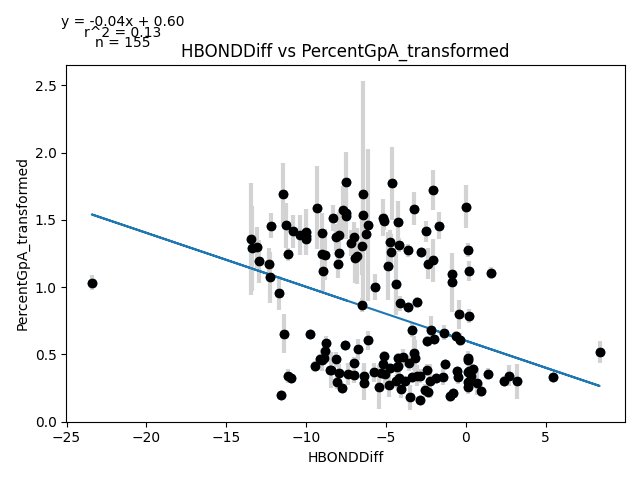 y = -0.04x + 0.60
r^2 = 0.13
n = 155
HBONDDiff vs PercentGpA_transformed
PercentGpA_transformed
2.5
2.0
1.5
1.0
0.5
0.0
−25
−20
−15
−10
−5
0
5
HBONDDiff